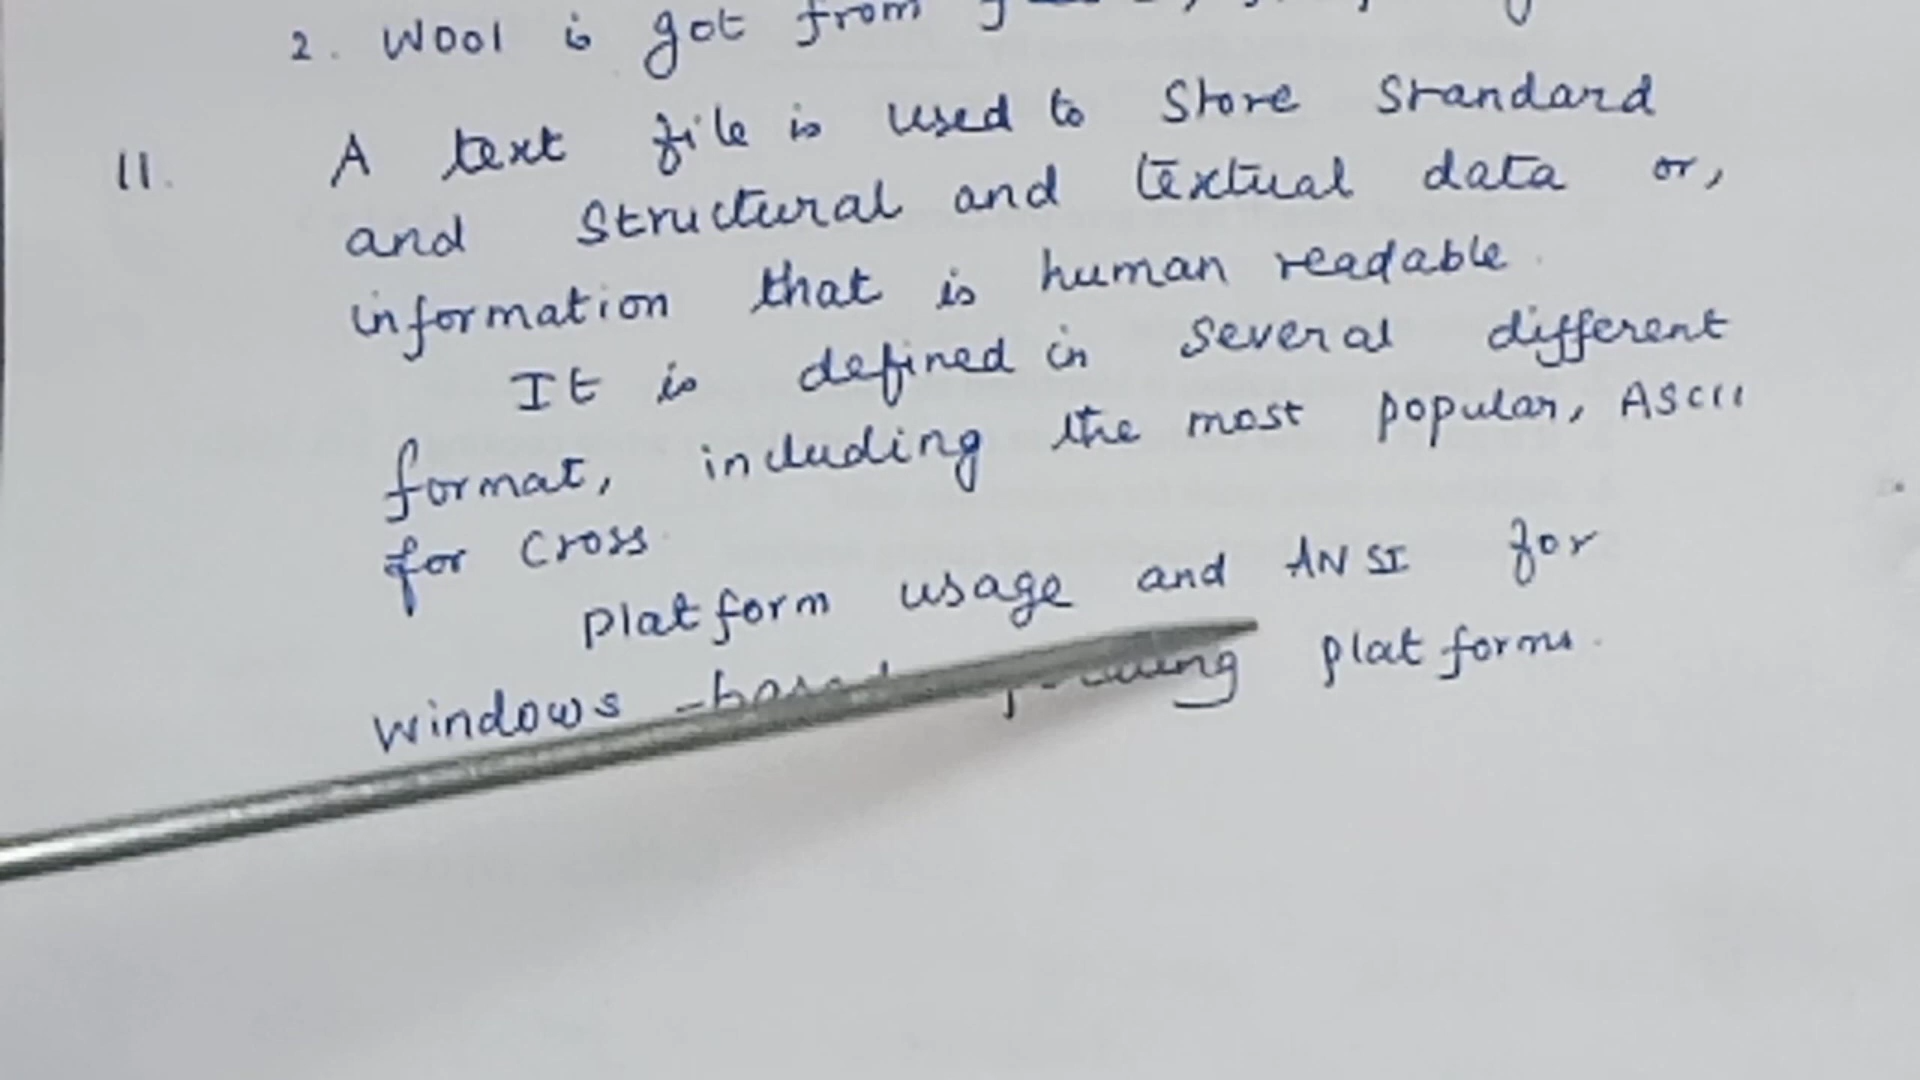 2. Wool is got from
11. A text file is used to store standard
and structural and textual data or,
information that is human readable.
It is defined in several different
format, including the most popular, ASCII
for cross
platform usage and ANSI for
windows - platforms.